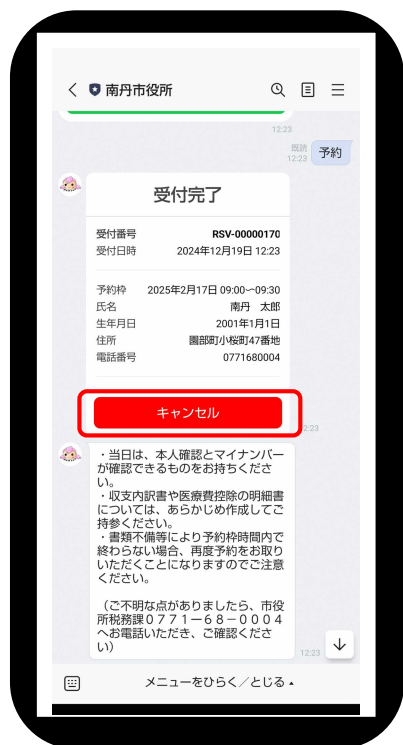 南丹市役所
12:23
既読
12:23
予約
受付完了
受付番号 RSV-00000170
受付日時 2024年12月19日 12:23
予約枠 2025年2月17日 09:00~09:30
氏名 南丹 太郎
生年月日 2001年1月1日
住所 園部町小桜町47番地
電話番号 0771680004
キャンセル
12:23
・当日は、本人確認とマイナンバー
が確認できるものをお持ちくださ
い。
・収支内訳書や医療費控除の明細書
については、あらかじめ作成してご
持参ください。
・書類不備等により予約枠時間内で
終わらない場合、再度予約をお取り
いただくことになりますのでご注意
ください。
（ご不明な点がありましたら、市役
所税務課０７７１－６８－０００４
へお電話いただき、ご確認くださ
い）
12:23
メニューをひらく／とじる▲